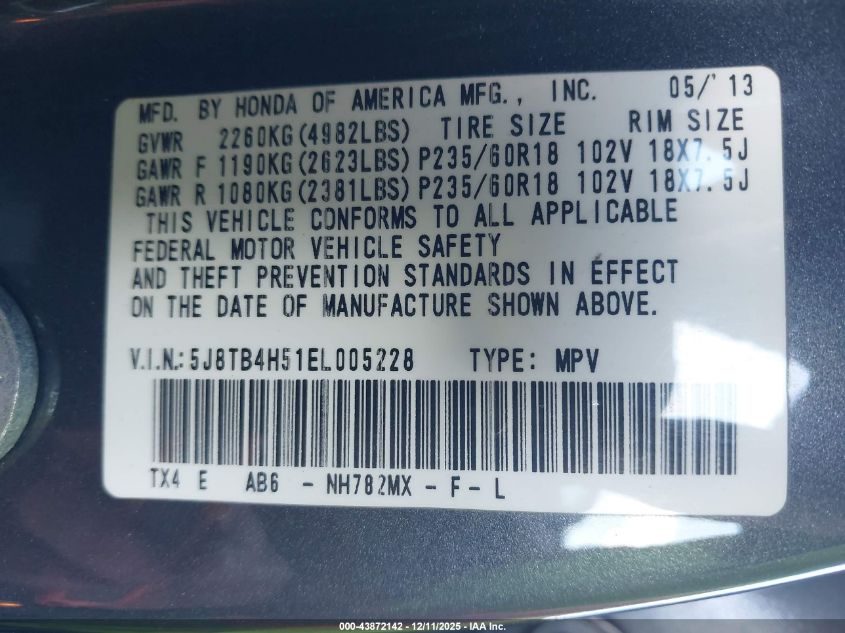 MFD. BY HONDA OF AMERICA MFG., INC. 05/'13
GVWR 2260KG(4982LBS) TIRE SIZE RIM SIZE
GAWR F 1190KG(2623LBS) P235/60R18 102V 18X7.5J
GAWR R 1080KG(2381LBS) P235/60R18 102V 18X7.5J
THIS VEHICLE CONFORMS TO ALL APPLICABLE
FEDERAL MOTOR VEHICLE SAFETY
AND THEFT PREVENTION STANDARDS IN EFFECT
ON THE DATE OF MANUFACTURE SHOWN ABOVE.
V.I.N.: 5J8TB4H51EL005228 TYPE: MPV
TX4 E AB6 - NH782MX - F - L
000-43872142 - 12/11/2025 - IAA Inc.